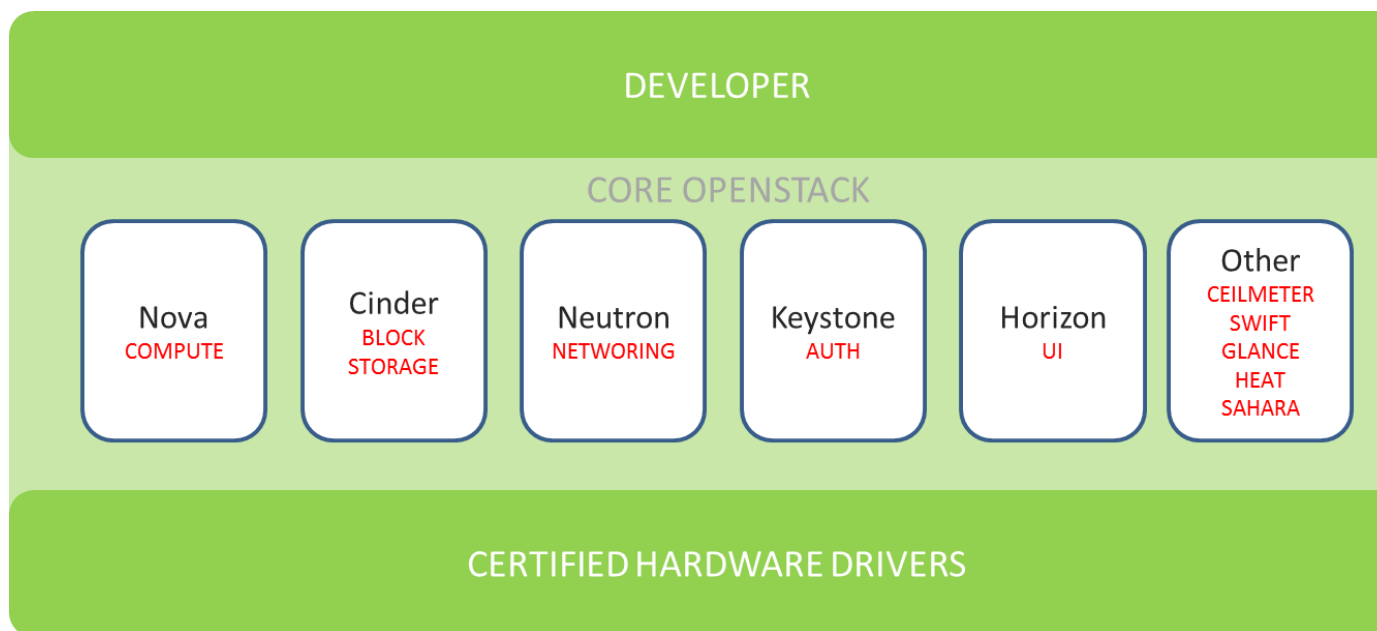 DEVELOPER
CORE OPENSTACK
Nova
COMPUTE
Cinder
BLOCK
STORAGE
Neutron
NETWORING
Keystone
AUTH
Horizon
UI
Other
CEILMETER
SWIFT
GLANCE
HEAT
SAHARA
CERTIFIED HARDWARE DRIVERS